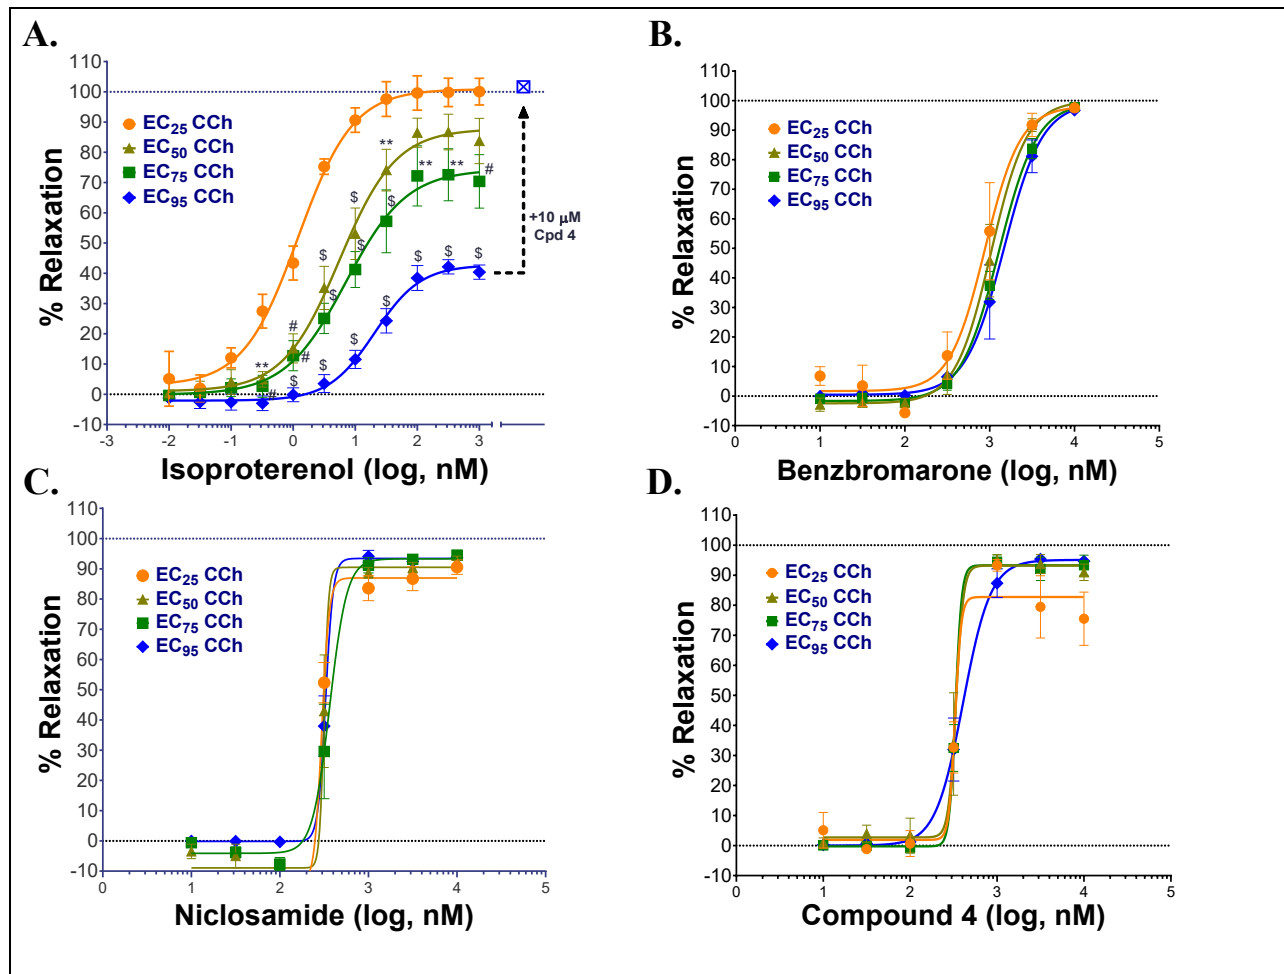 A.
110
100
90
80
70
60
50
40
30
20
10
0
-10
% Relaxation
EC25 CCh
EC50 CCh
EC75 CCh
EC95 CCh
** ** ** #
$ $ $ $
$ $ $ $ $
+10 µM
Cpd 4
** # # # $ $ $
-3 -2 -1 0 1 2 3
Isoproterenol (log, nM)
B.
110
100
90
80
70
60
50
40
30
20
10
0
-10
% Relaxation
EC25 CCh
EC50 CCh
EC75 CCh
EC95 CCh
0 1 2 3 4 5
Benzbromarone (log, nM)
C.
110
100
90
80
70
60
50
40
30
20
10
0
-10
% Relaxation
EC25 CCh
EC50 CCh
EC75 CCh
EC95 CCh
0 1 2 3 4 5
Niclosamide (log, nM)
D.
110
100
90
80
70
60
50
40
30
20
10
0
-10
% Relaxation
EC25 CCh
EC50 CCh
EC75 CCh
EC95 CCh
0 1 2 3 4 5
Compound 4 (log, nM)